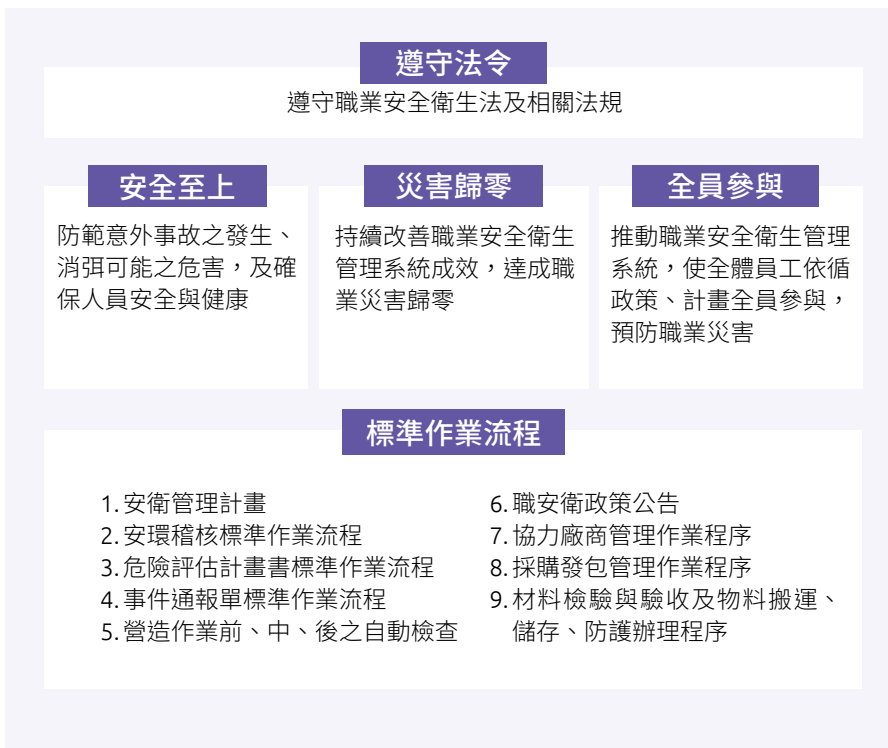 遵守法令
遵守職業安全衛生法及相關法規
安全至上
防範意外事故之發生、
消弭可能之危害，及確
保人員安全與健康
災害歸零
持續改善職業安全衛生
管理系統成效，達成職
業災害歸零
全員參與
推動職業安全衛生管理
系統，使全體員工依循
政策、計畫全員參與，
預防職業災害
標準作業流程
1. 安衛管理計畫
2. 安環稽核標準作業流程
3. 危險評估計畫書標準作業流程
4. 事件通報單標準作業流程
5. 營造作業前、中、後之自動檢查
6. 職安衛政策公告
7. 協力廠商管理作業程序
8. 採購發包管理作業程序
9. 材料檢驗與驗收及物料搬運、
儲存、防護辦理程序